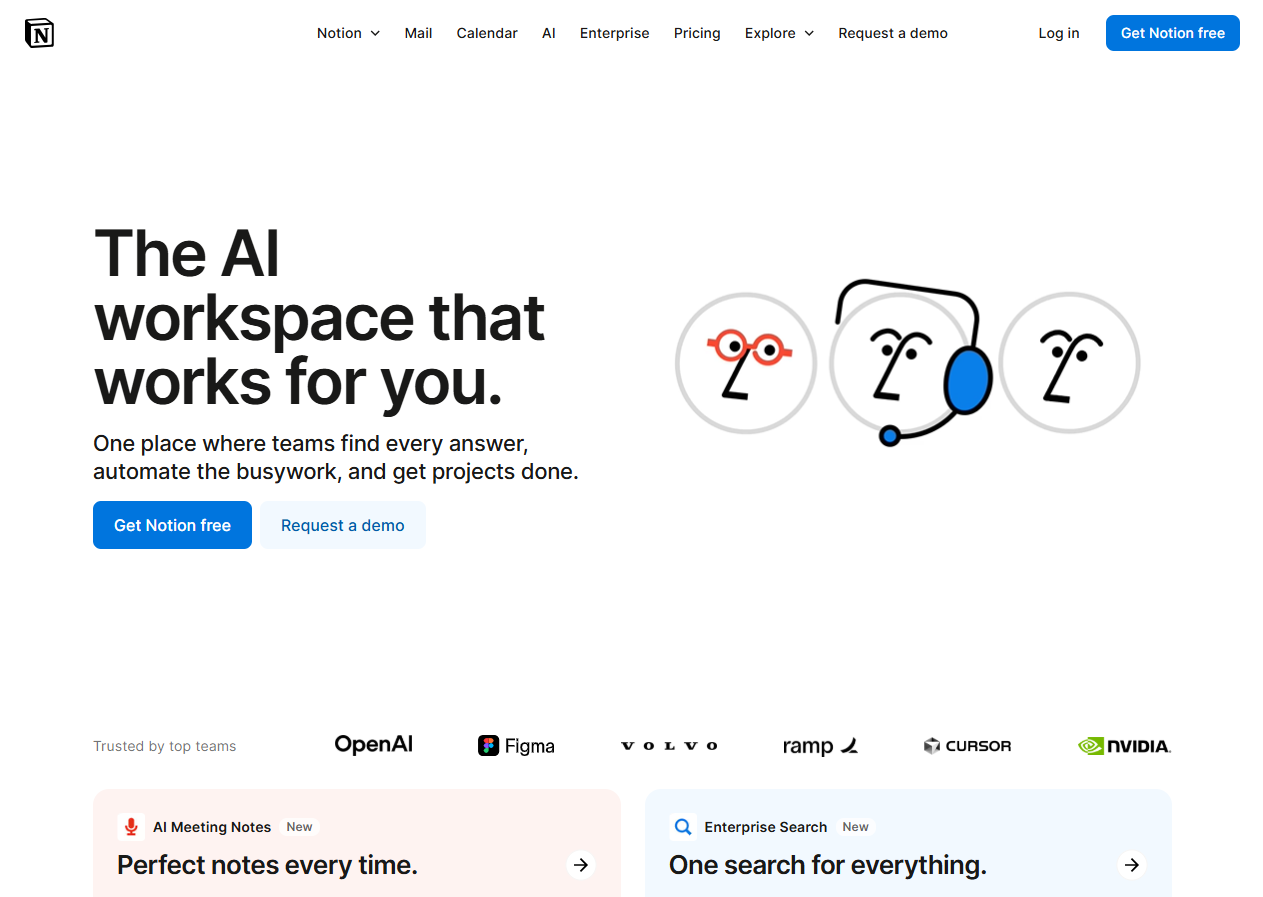 N
Notion
Mail
Calendar
AI
Enterprise
Pricing
Explore
Request a demo
Log in
Get Notion free
The AI
workspace that
works for you.
One place where teams find every answer,
automate the busywork, and get projects done.
Get Notion free
Request a demo
Trusted by top teams
OpenAI
Figma
VOLVO
ramp
CURSOR
NVIDIA.
AI Meeting Notes New
Perfect notes every time.
Enterprise Search New
One search for everything.